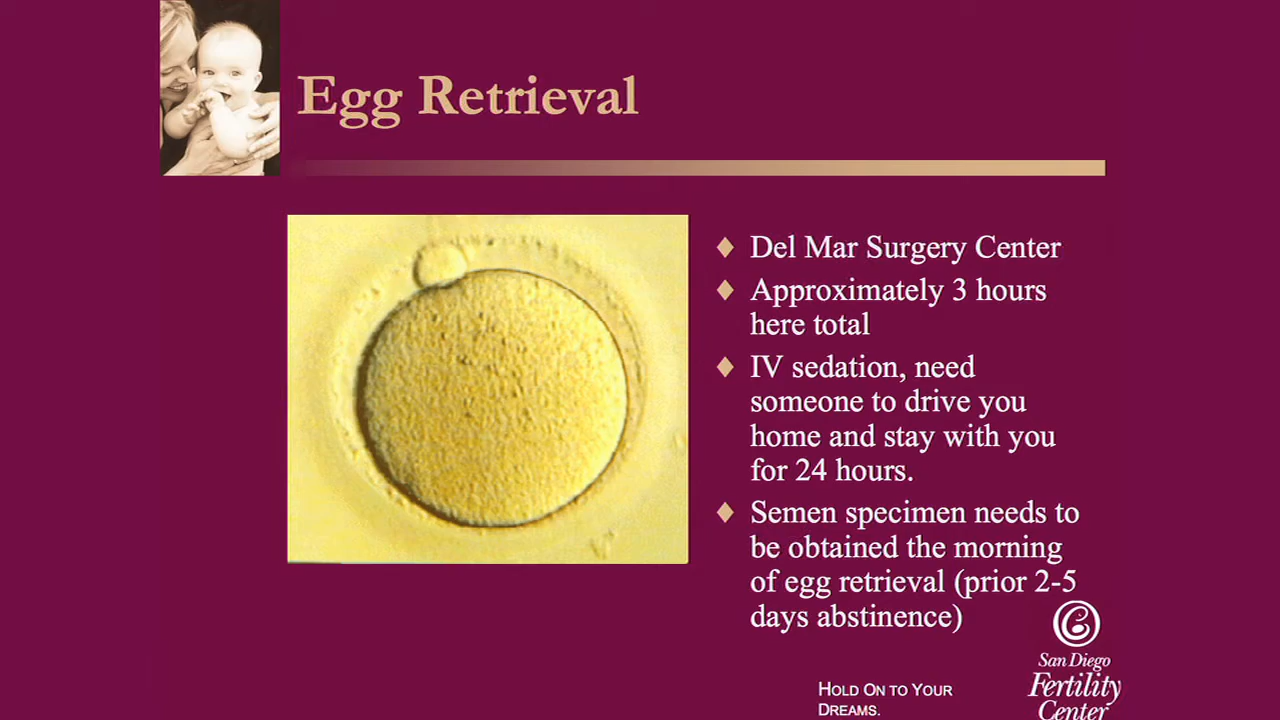 Egg Retrieval
Del Mar Surgery Center
Approximately 3 hours
here total
IV sedation, need
someone to drive you
home and stay with you
for 24 hours.
Semen specimen needs to
be obtained the morning
of egg retrieval (prior 2-5
days abstinence)
San Diego
Fertility
Center
HOLD ON TO YOUR
DREAMS.